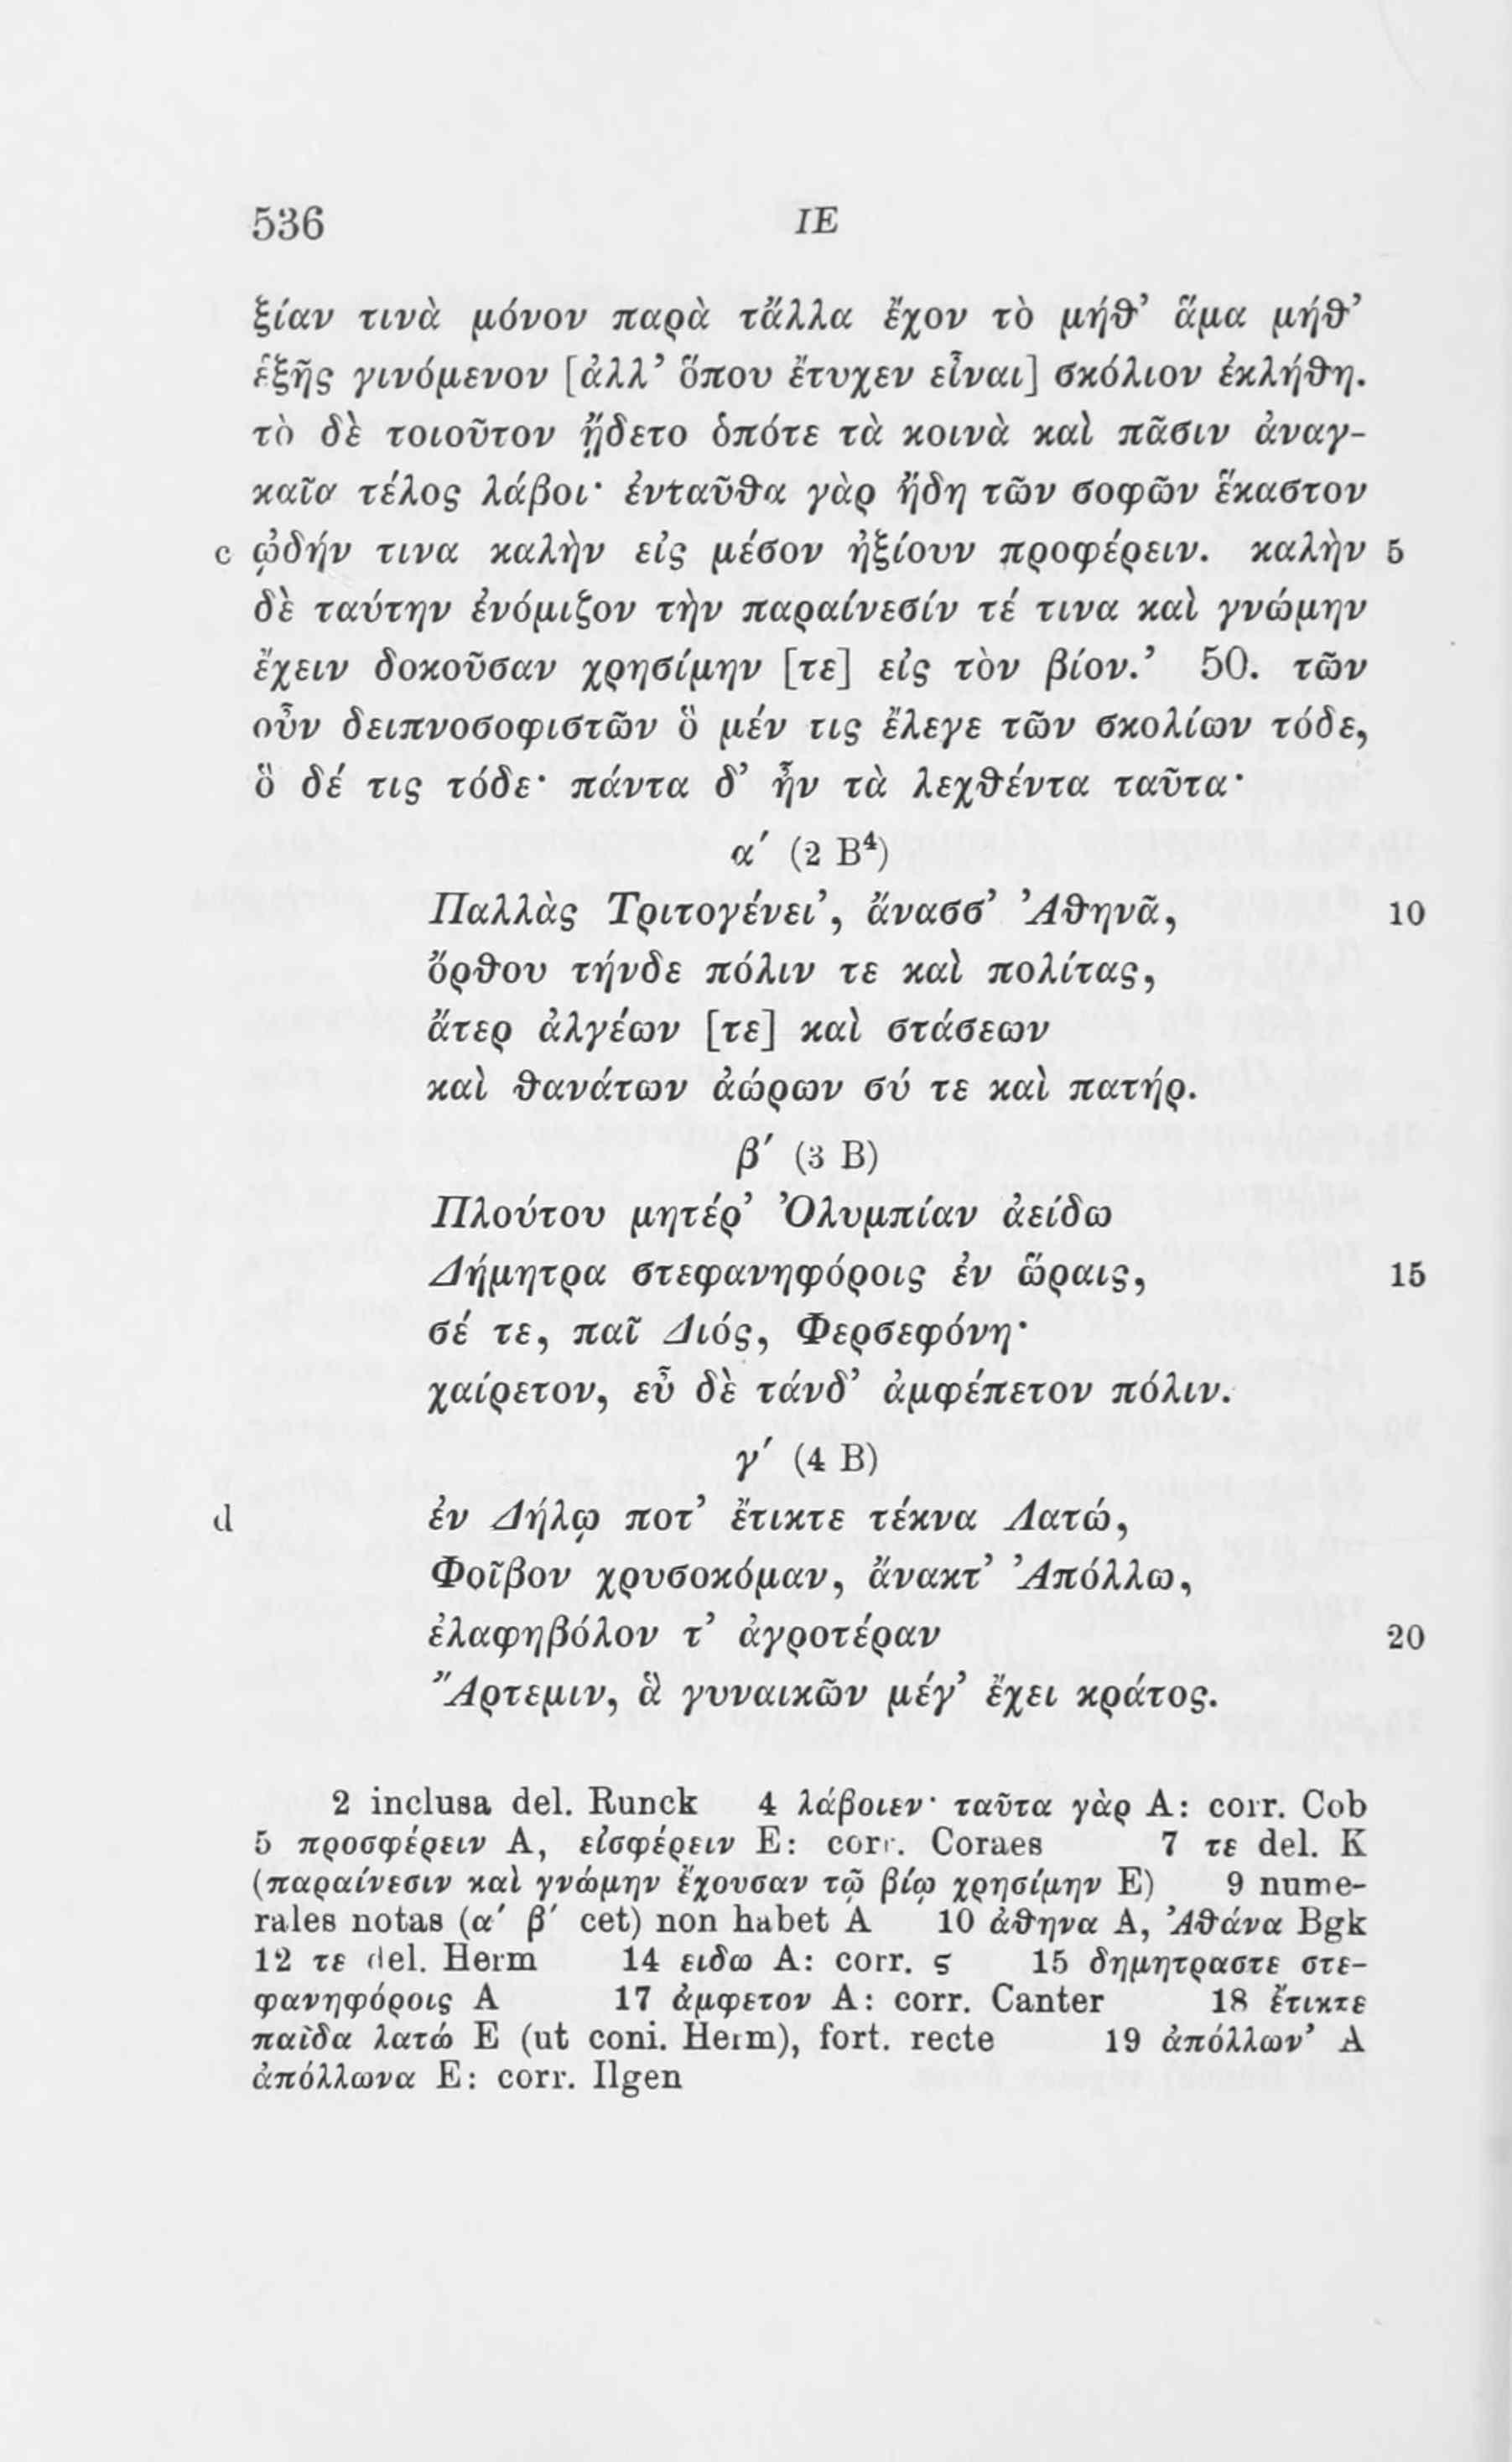 536 ΙΕ
ξίαν τινὰ μόνον παρὰ τἄλλα ἔχον τὸ μήθ’ ἅμα μήθ’
ἑξῆς γινόμενον [ἀλλ’ ὅπου ἔτυχεν εἶναι] σκόλιον ἐκλήθη.
τὸ δὲ τοιοῦτον ᾔδετο ὁπότε τὰ κοινὰ καὶ πᾶσιν ἀναγ-
καῖα τέλος λάβοι· ἐνταῦθα γὰρ ἤδη τῶν σοφῶν ἕκαστον
c ᾠδήν τινα καλὴν εἰς μέσον ἠξίουν προφέρειν. καλὴν 5
δὲ ταύτην ἐνόμιζον τὴν παραίνεσίν τέ τινα καὶ γνώμην
ἔχειν δοκοῦσαν χρησίμην [τε] εἰς τὸν βίον.’ 50. τῶν
οὖν δειπνοσοφιστῶν ὃ μέν τις ἔλεγε τῶν σκολίων τόδε,
ὃ δέ τις τόδε· πάντα δ’ ἦν τὰ λεχθέντα ταῦτα·
α′ (2 B⁴)
Παλλὰς Τριτογένει’, ἄνασσ’ Ἀθηνᾶ, 10
ὄρθου τήνδε πόλιν τε καὶ πολίτας,
ἄτερ ἀλγέων [τε] καὶ στάσεων
καὶ θανάτων ἀώρων σύ τε καὶ πατήρ.
β′ (3 B)
Πλούτου μητέρ’ Ὀλυμπίαν ἀείδω
Δήμητρα στεφανηφόροις ἐν ὥραις, 15
σέ τε, παῖ Διός, Φερσεφόνη·
χαίρετον, εὖ δὲ τάνδ’ ἀμφέπετον πόλιν.
γ′ (4 B)
d ἐν Δήλῳ ποτ’ ἔτικτε τέκνα Λατώ,
Φοῖβον χρυσοκόμαν, ἄνακτ’ Ἀπόλλω,
ἐλαφηβόλον τ’ ἀγροτέραν 20
Ἄρτεμιν, ἃ γυναικῶν μέγ’ ἔχει κράτος.
2 inclusa del. Runck 4 λάβοιεν· ταῦτα γὰρ A: corr. Cob
5 προσφέρειν A, εἰσφέρειν E: corr. Coraes 7 τε del. K
(παραίνεσιν καὶ γνώμην ἔχουσαν τῷ βίῳ χρησίμην E) 9 nume-
rales notas (α′ β′ cet) non habet A 10 ἀθηνα A, Ἀθάνα Bgk
12 τε del. Herm 14 ειδω A: corr. ς 15 δημητραστε στε-
φανηφόροις A 17 ἀμφετον A: corr. Canter 18 ἔτικτε
παῖδα λατώ E (ut coni. Herm), fort. recte 19 ἀπόλλων’ A
ἀπόλλωνα E: corr. Ilgen